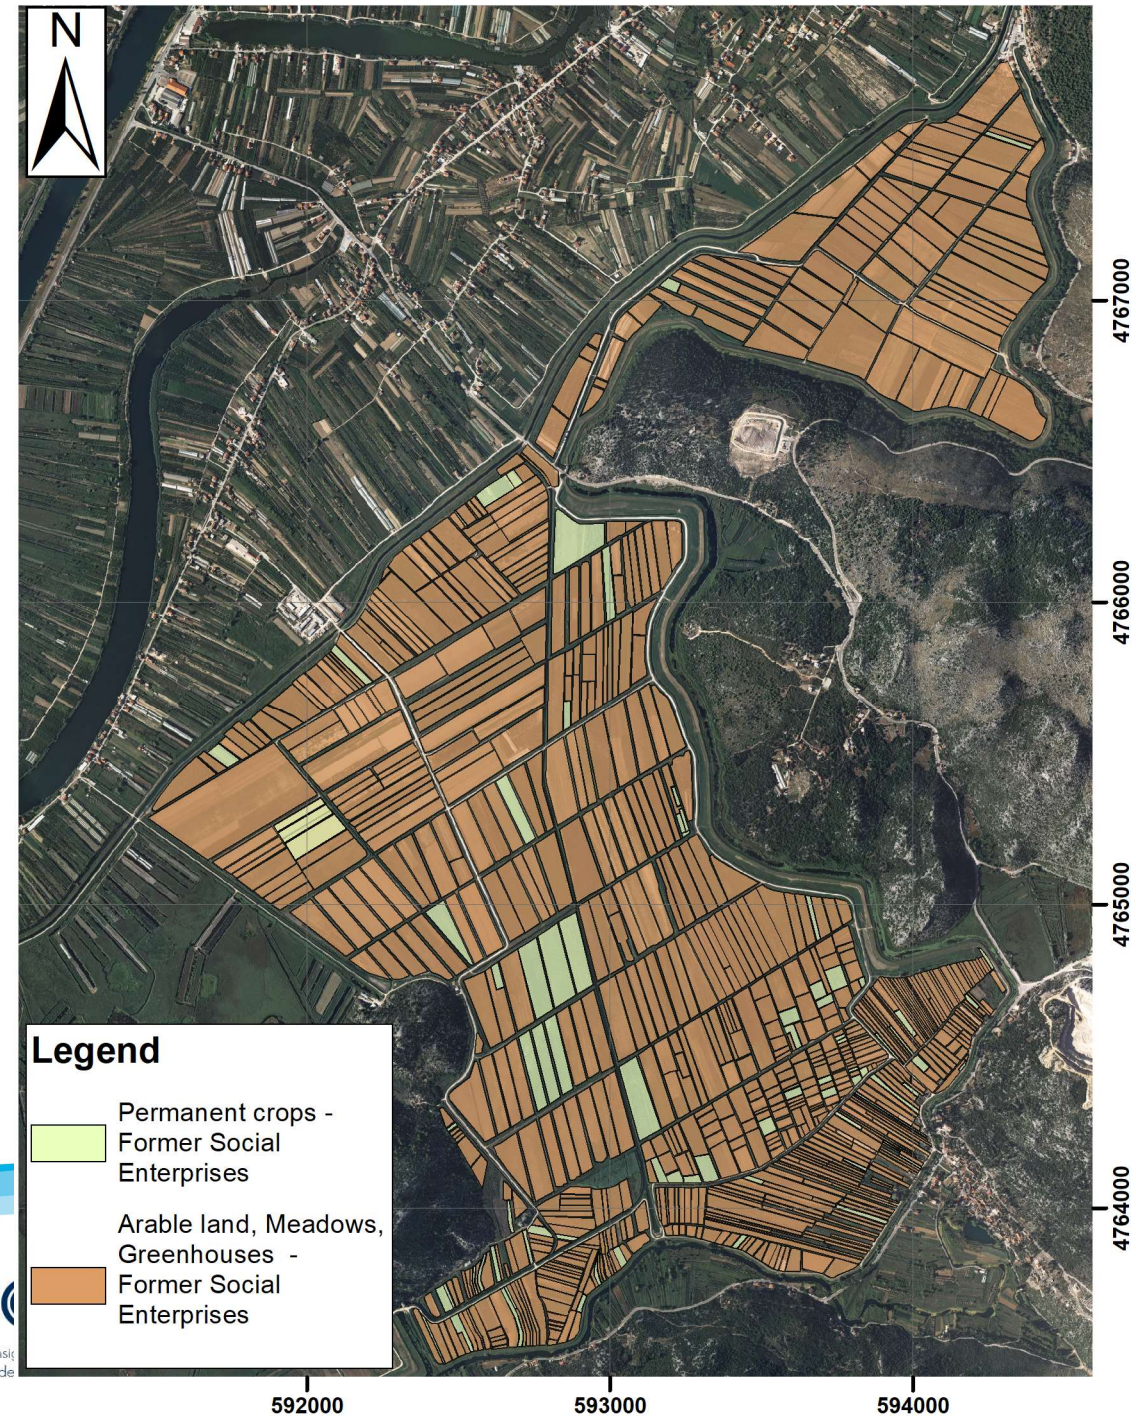 N
4767000
4766000
4765000
4764000
Legend
Permanent crops -
Former Social
Enterprises
Arable land, Meadows,
Greenhouses -
Former Social
Enterprises
592000
593000
594000